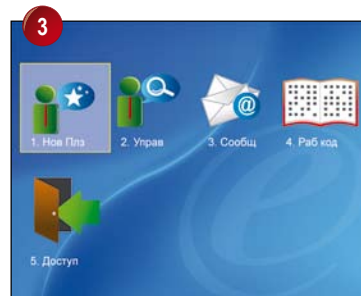 3
1. Нов Плз
2. Управ
3. Сообщ
4. Раб код
5. Доступ